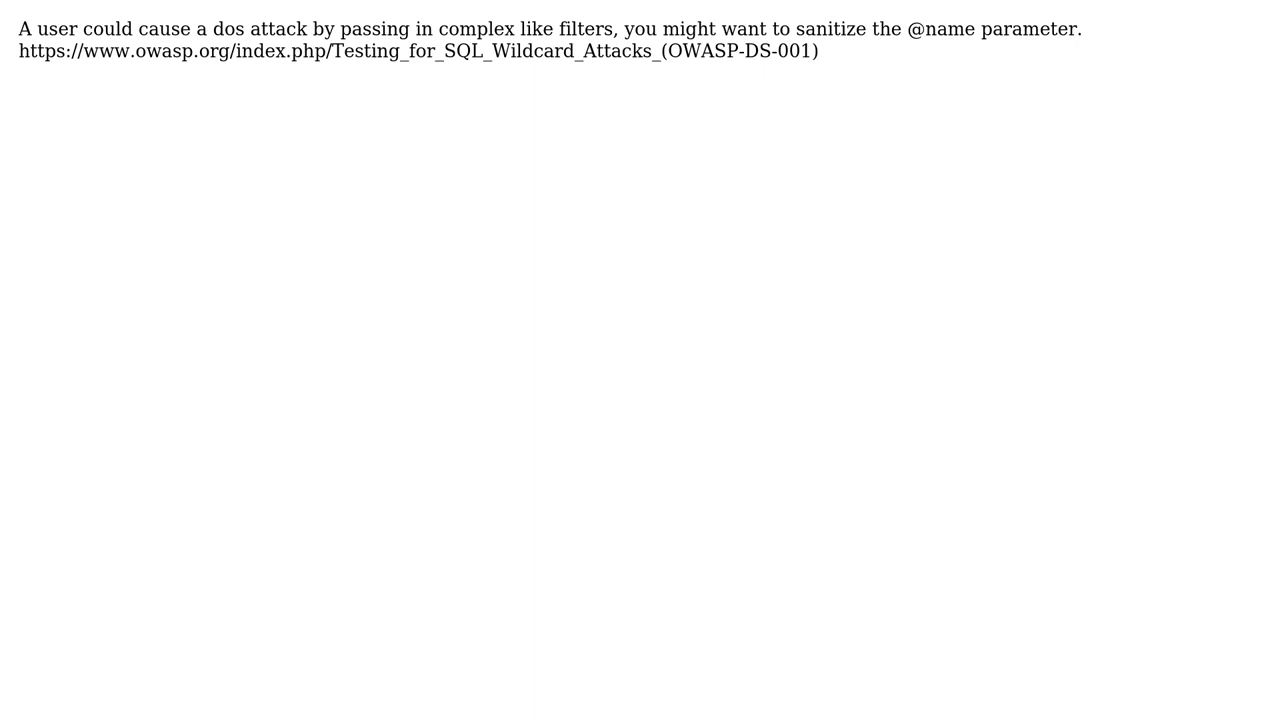 A user could cause a dos attack by passing in complex like filters, you might want to sanitize the @name parameter.
https://www.owasp.org/index.php/Testing_for_SQL_Wildcard_Attacks_(OWASP-DS-001)